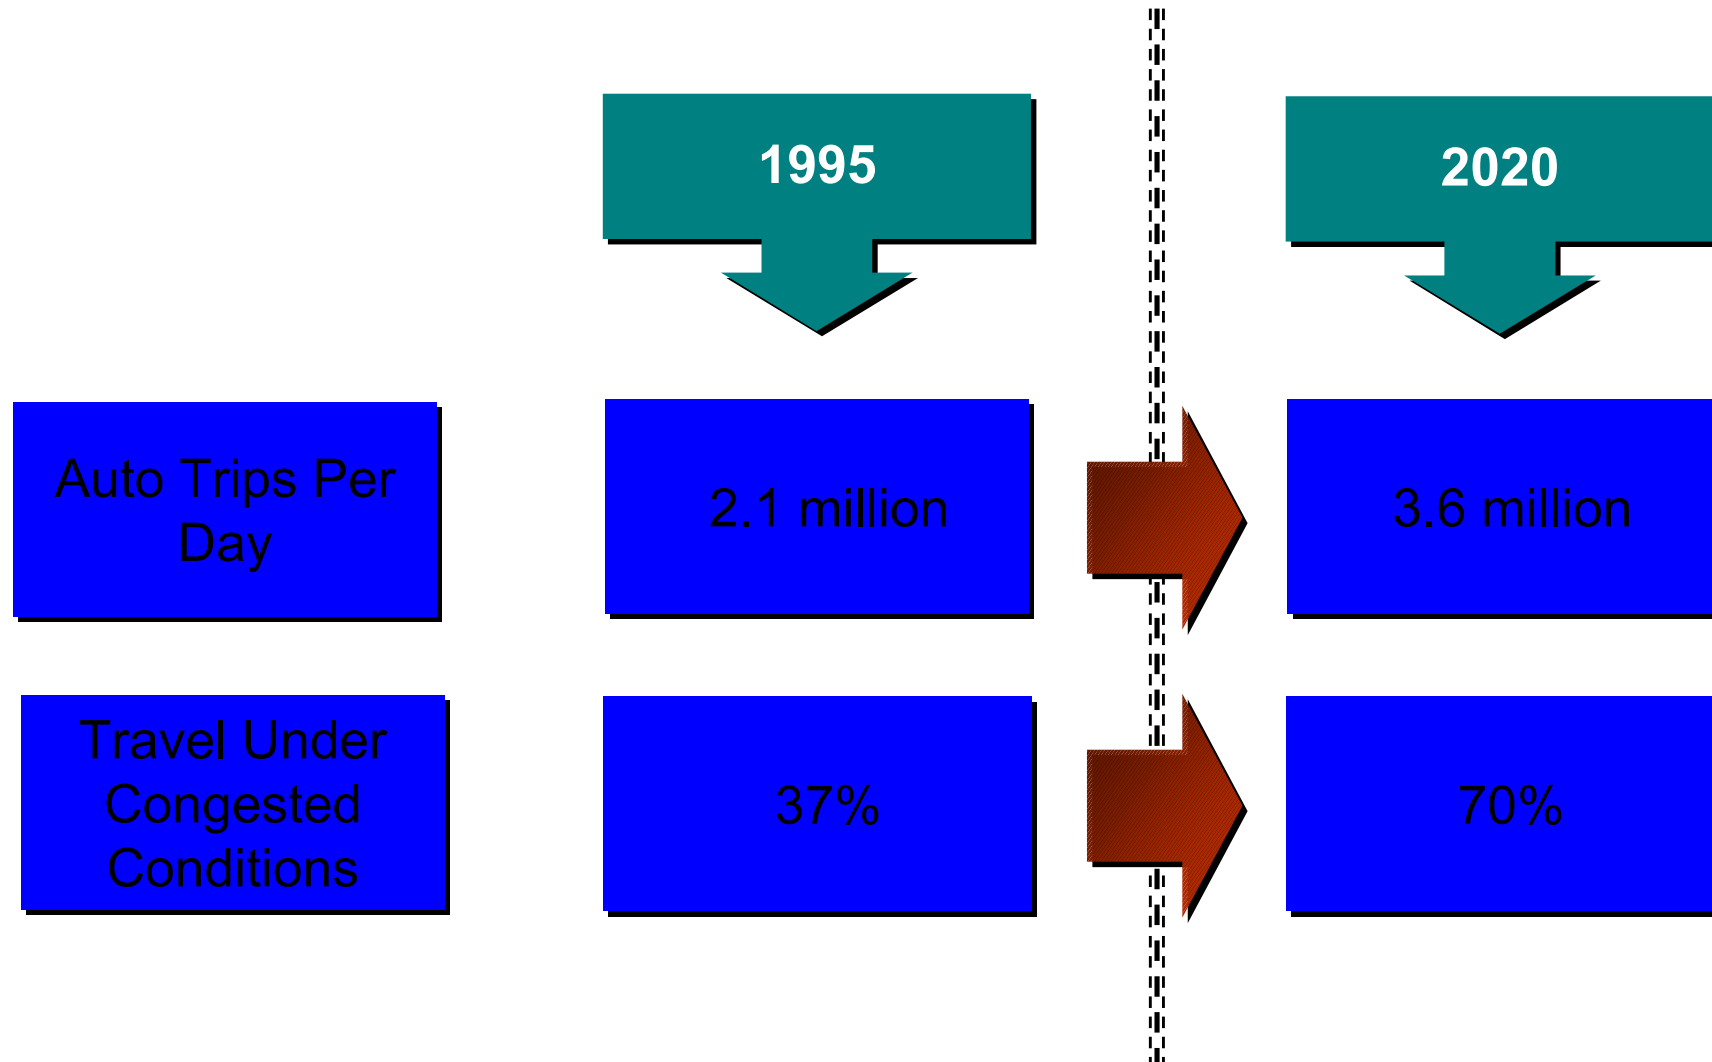 1995
2020
Auto Trips Per
Day
2.1 million
3.6 million
Travel Under
Congested
Conditions
37%
70%